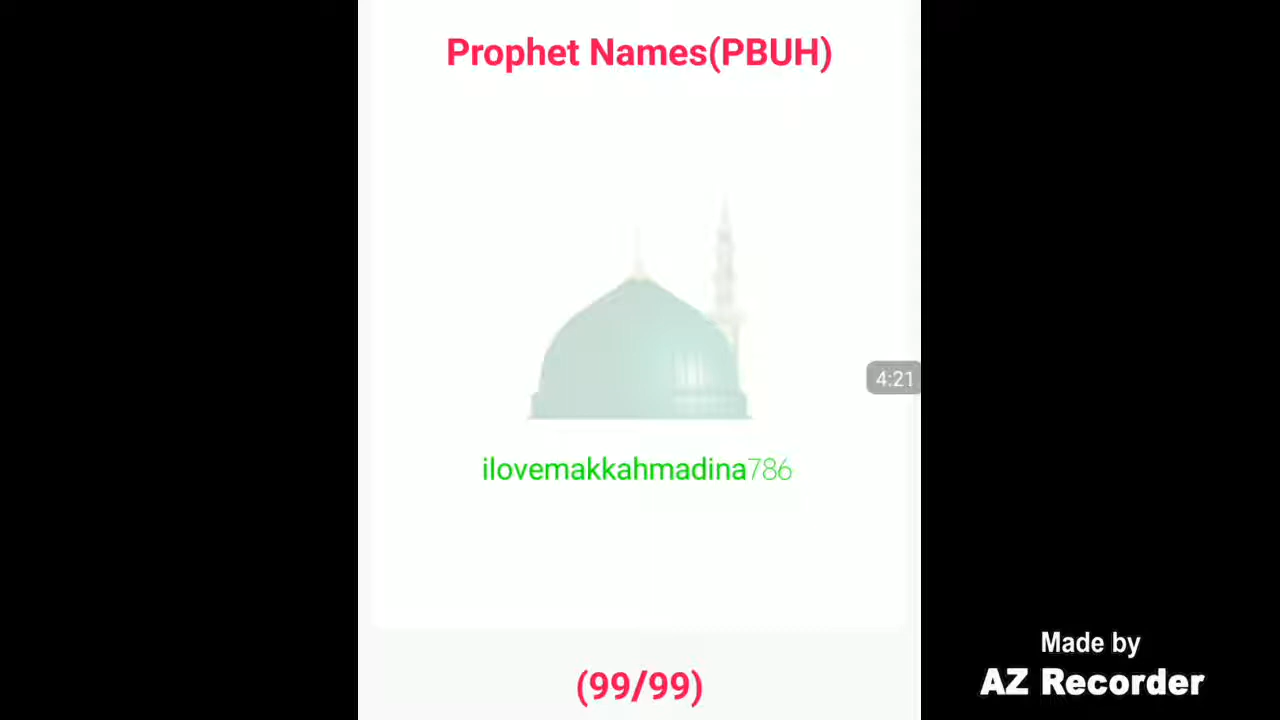 Prophet Names(PBUH)
4:21
ilovemakkahmadina786
Made by
AZ Recorder
(99/99)